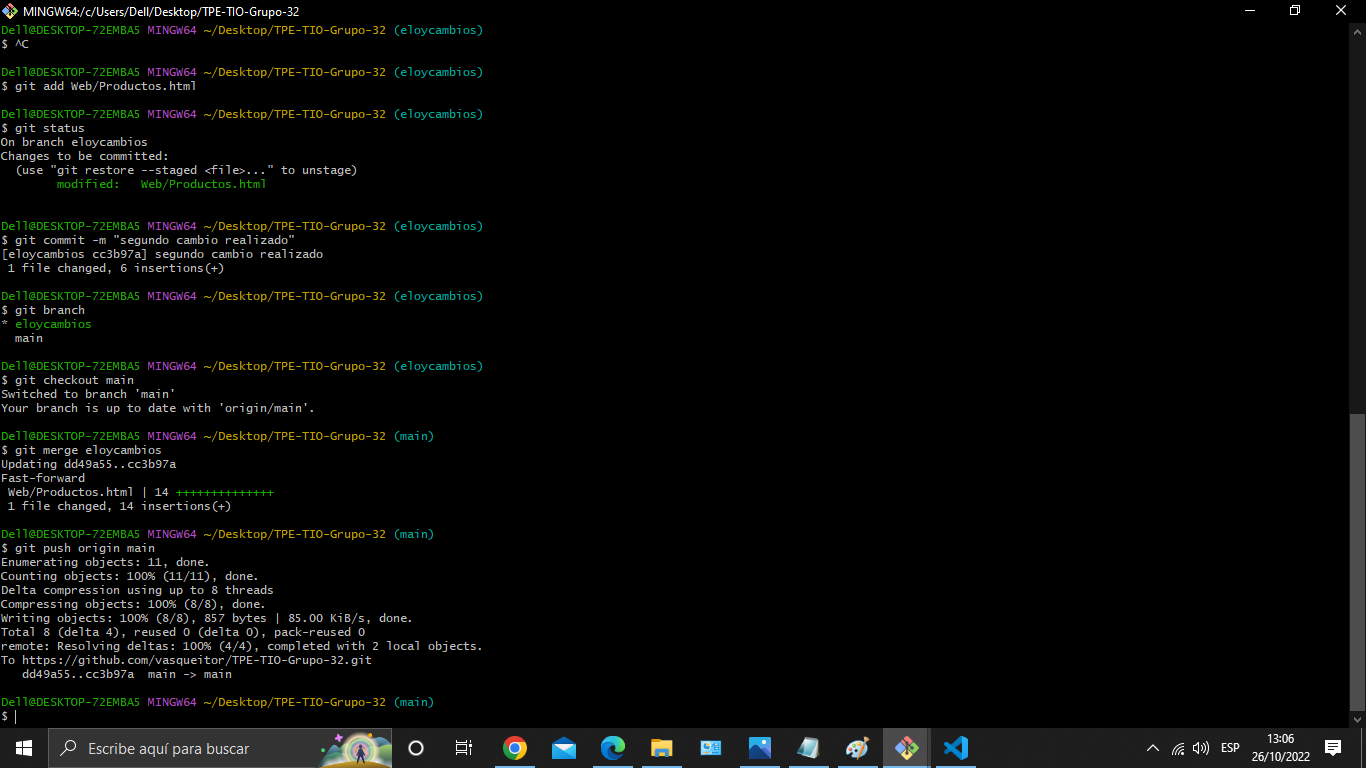 MINGW64:/c/Users/Dell/Desktop/TPE-TIO-Grupo-32
Dell@DESKTOP-72EMBA5 MINGW64 ~/Desktop/TPE-TIO-Grupo-32 (eloycambios)
$ ^C
Dell@DESKTOP-72EMBA5 MINGW64 ~/Desktop/TPE-TIO-Grupo-32 (eloycambios)
$ git add Web/Productos.html
Dell@DESKTOP-72EMBA5 MINGW64 ~/Desktop/TPE-TIO-Grupo-32 (eloycambios)
$ git status
On branch eloycambios
Changes to be committed:
  (use "git restore --staged <file>..." to unstage)
        modified:   Web/Productos.html
Dell@DESKTOP-72EMBA5 MINGW64 ~/Desktop/TPE-TIO-Grupo-32 (eloycambios)
$ git commit -m "segundo cambio realizado"
[eloycambios cc3b97a] segundo cambio realizado
 1 file changed, 6 insertions(+)
Dell@DESKTOP-72EMBA5 MINGW64 ~/Desktop/TPE-TIO-Grupo-32 (eloycambios)
$ git branch
* eloycambios
  main
Dell@DESKTOP-72EMBA5 MINGW64 ~/Desktop/TPE-TIO-Grupo-32 (eloycambios)
$ git checkout main
Switched to branch 'main'
Your branch is up to date with 'origin/main'.
Dell@DESKTOP-72EMBA5 MINGW64 ~/Desktop/TPE-TIO-Grupo-32 (main)
$ git merge eloycambios
Updating dd49a55..cc3b97a
Fast-forward
 Web/Productos.html | 14 ++++++++++++++
 1 file changed, 14 insertions(+)
Dell@DESKTOP-72EMBA5 MINGW64 ~/Desktop/TPE-TIO-Grupo-32 (main)
$ git push origin main
Enumerating objects: 11, done.
Counting objects: 100% (11/11), done.
Delta compression using up to 8 threads
Compressing objects: 100% (8/8), done.
Writing objects: 100% (8/8), 857 bytes | 85.00 KiB/s, done.
Total 8 (delta 4), reused 0 (delta 0), pack-reused 0
remote: Resolving deltas: 100% (4/4), completed with 2 local objects.
To https://github.com/vasqueitor/TPE-TIO-Grupo-32.git
   dd49a55..cc3b97a  main -> main
Dell@DESKTOP-72EMBA5 MINGW64 ~/Desktop/TPE-TIO-Grupo-32 (main)
$
Escribe aquí para buscar
ESP
13:06
26/10/2022